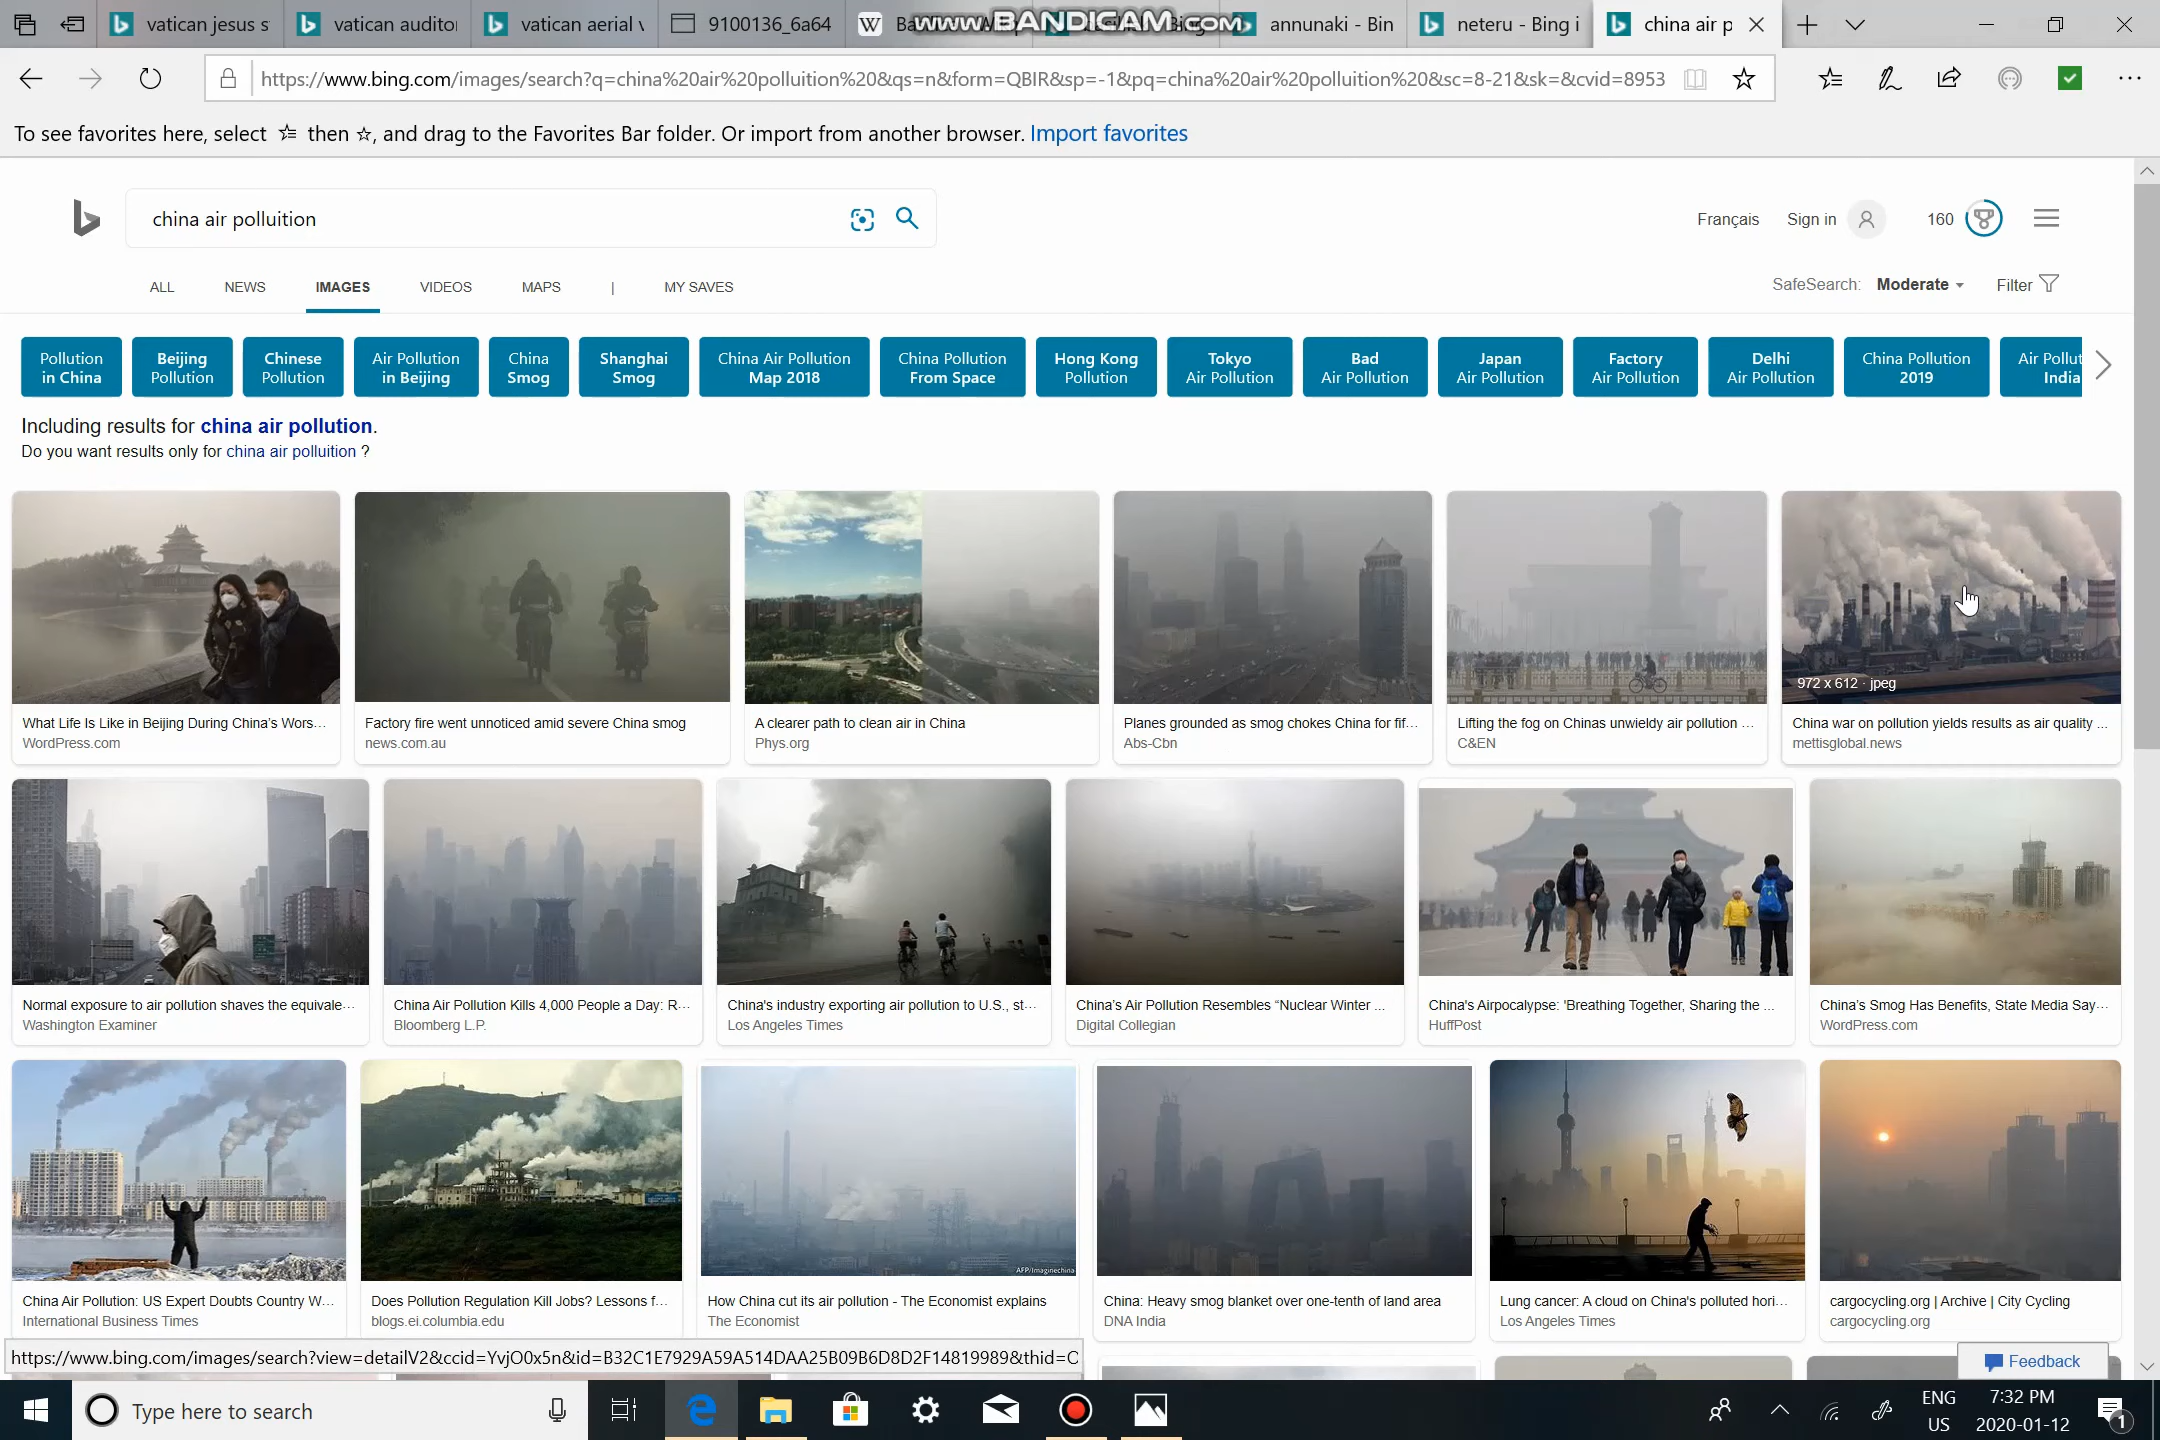 vatican jesus s
vatican auditor
vatican aerial v
9100136_6a64
www.BANDICAM.com
annunaki - Bin
neteru - Bing i
china air p
https://www.bing.com/images/search?q=china%20air%20polluition%20&qs=n&form=QBIR&sp=-1&pq=china%20air%20polluition%20&sc=8-21&sk=&cvid=8953
To see favorites here, select then ☆, and drag to the Favorites Bar folder. Or import from another browser. Import favorites
china air polluition
Français Sign in 160
ALL NEWS IMAGES VIDEOS MAPS | MY SAVES
SafeSearch: Moderate Filter
Pollution
in China
Beijing
Pollution
Chinese
Pollution
Air Pollution
in Beijing
China
Smog
Shanghai
Smog
China Air Pollution
Map 2018
China Pollution
From Space
Hong Kong
Pollution
Tokyo
Air Pollution
Bad
Air Pollution
Japan
Air Pollution
Factory
Air Pollution
Delhi
Air Pollution
China Pollution
2019
Air Pollut
India
Including results for china air pollution.
Do you want results only for china air polluition ?
972 x 612 · jpeg
What Life Is Like in Beijing During China's Wors...
WordPress.com
Factory fire went unnoticed amid severe China smog
news.com.au
A clearer path to clean air in China
Phys.org
Planes grounded as smog chokes China for fif...
Abs-Cbn
Lifting the fog on Chinas unwieldy air pollution ...
C&EN
China war on pollution yields results as air quality ...
mettisglobal.news
Normal exposure to air pollution shaves the equivale...
Washington Examiner
China Air Pollution Kills 4,000 People a Day: R...
Bloomberg L.P.
China's industry exporting air pollution to U.S., st...
Los Angeles Times
China's Air Pollution Resembles “Nuclear Winter ...
Digital Collegian
China's Airpocalypse: 'Breathing Together, Sharing the ...
HuffPost
China's Smog Has Benefits, State Media Say...
WordPress.com
AFP/Imaginechina
China Air Pollution: US Expert Doubts Country W...
International Business Times
Does Pollution Regulation Kill Jobs? Lessons f...
blogs.ei.columbia.edu
How China cut its air pollution - The Economist explains
The Economist
China: Heavy smog blanket over one-tenth of land area
DNA India
Lung cancer: A cloud on China's polluted hori...
Los Angeles Times
cargocycling.org | Archive | City Cycling
cargocycling.org
https://www.bing.com/images/search?view=detailV2&ccid=YvjO0x5n&id=B32C1E7929A59A514DAA25B09B6D8D2F14819989&thid=O
Feedback
Type here to search
ENG
US
7:32 PM
2020-01-12
1